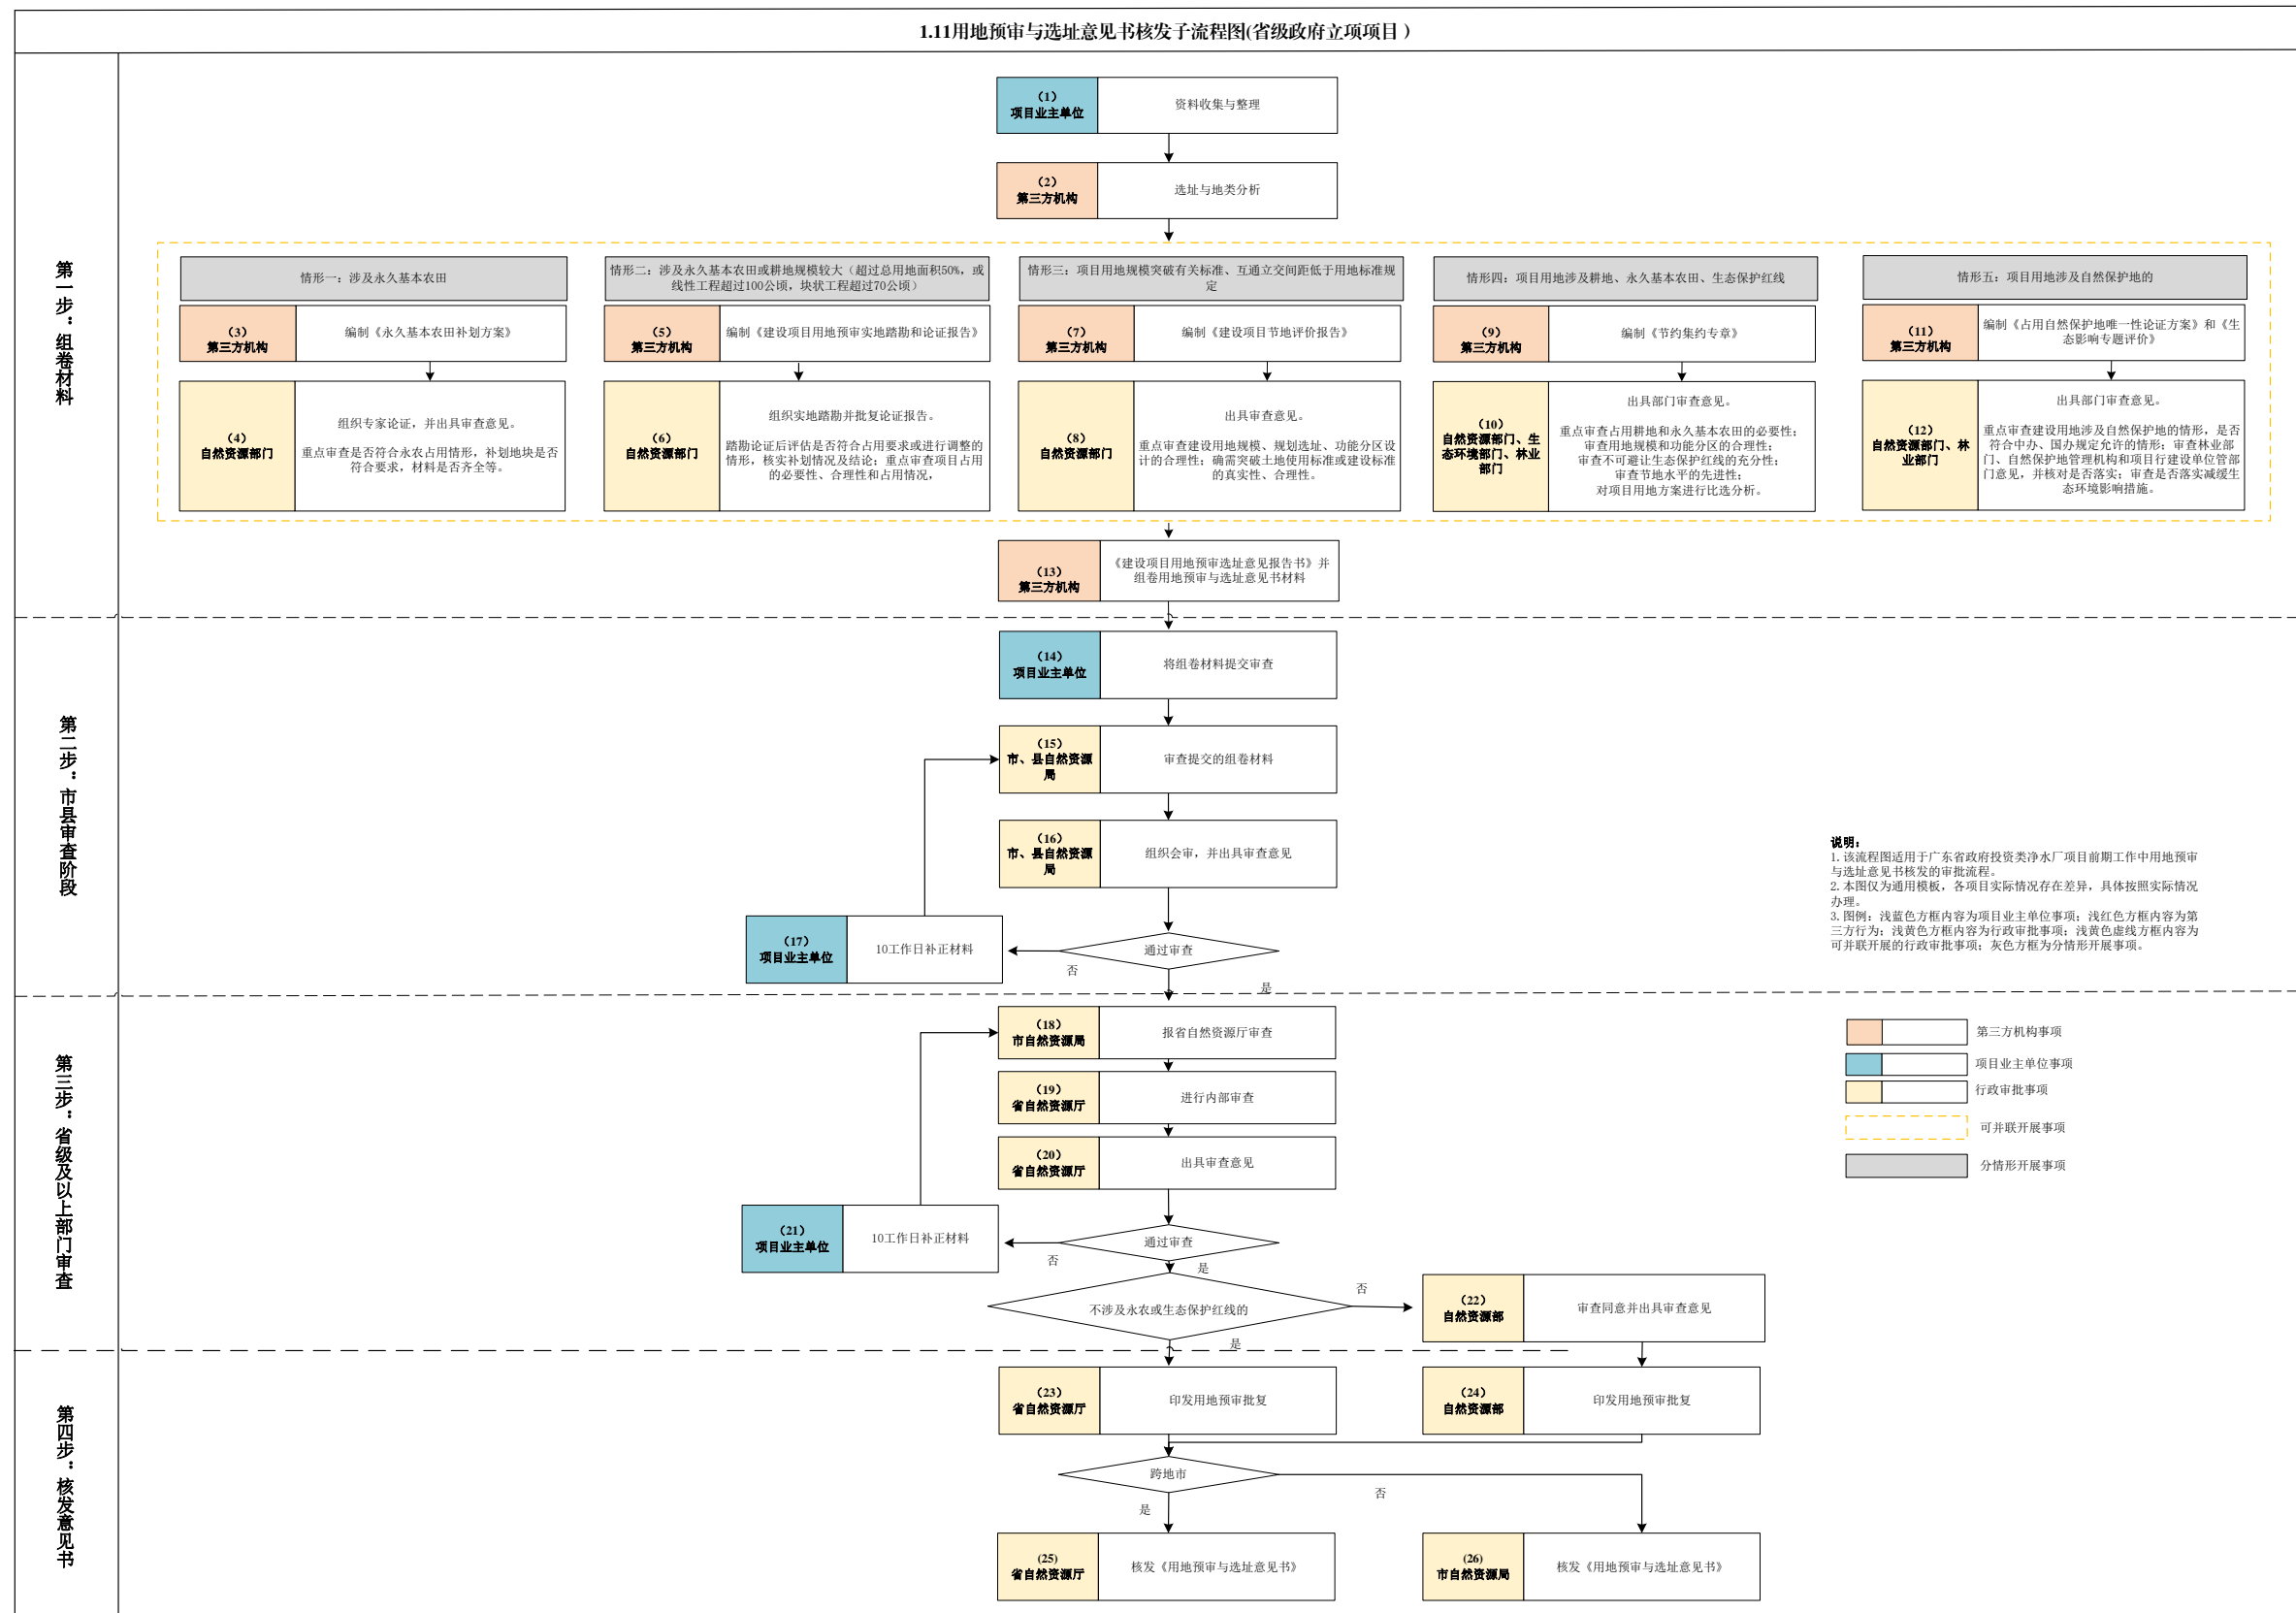 1.11用地预审与选址意见书核发子流程图(省级政府立项项目）
第一步：组卷材料
（1）
项目业主单位
资料收集与整理
（2）
第三方机构
选址与地类分析
情形一：涉及永久基本农田
（3）
第三方机构
编制《永久基本农田补划方案》
（4）
自然资源部门
组织专家论证，并出具审查意见。
重点审查是否符合永农占用情形，补划地块是否
符合要求，材料是否齐全等。
情形二：涉及永久基本农田或耕地规模较大（超过总用地面积50%，或
线性工程超过100公顷，块状工程超过70公顷）
（5）
第三方机构
编制《建设项目用地预审实地踏勘和论证报告》
（6）
自然资源部门
组织实地踏勘并批复论证报告。
踏勘论证后评估是否符合占用要求或进行调整的
情形，核实补划情况及结论；重点审查项目占用
的必要性、合理性和占用情况，
情形三：项目用地规模突破有关标准、互通立交间距低于用地标准规
定
（7）
第三方机构
编制《建设项目节地评价报告》
（8）
自然资源部门
出具审查意见。
重点审查建设用地规模、规划选址、功能分区设
计的合理性；确需突破土地使用标准或建设标准
的真实性、合理性。
情形四：项目用地涉及耕地、永久基本农田、生态保护红线
（9）
第三方机构
编制《节约集约专章》
（10）
自然资源部门、生
态环境部门、林业
部门
出具部门审查意见。
重点审查占用耕地和永久基本农田的必要性；
审查用地规模和功能分区的合理性；
审查不可避让生态保护红线的充分性；
审查节地水平的先进性；
对项目用地方案进行比选分析。
情形五：项目用地涉及自然保护地的
（11）
第三方机构
编制《占用自然保护地唯一性论证方案》和《生
态影响专题评价》
（12）
自然资源部门、林
业部门
出具部门审查意见。
重点审查建设用地涉及自然保护地的情形，是否
符合中办、国办规定允许的情形；审查林业部
门、自然保护地管理机构和项目行建设单位管部
门意见，并核对是否落实；审查是否落实减缓生
态环境影响措施。
（13）
第三方机构
《建设项目用地预审选址意见报告书》并
组卷用地预审与选址意见书材料
第二步：市县审查阶段
（14）
项目业主单位
将组卷材料提交审查
（15）
市、县自然资源
局
审查提交的组卷材料
（16）
市、县自然资源
局
组织会审，并出具审查意见
（17）
项目业主单位
10工作日补正材料
通过审查
否
是
说明：
1.该流程图适用于广东省政府投资类净水厂项目前期工作中用地预审
与选址意见书核发的审批流程。
2.本图仅为通用模板，各项目实际情况存在差异，具体按照实际情况
办理。
3.图例：浅蓝色方框内容为项目业主单位事项；浅红色方框内容为第
三方行为；浅黄色方框内容为行政审批事项；浅黄色虚线方框内容为
可并联开展的行政审批事项；灰色方框为分情形开展事项。
第三方机构事项
项目业主单位事项
行政审批事项
可并联开展事项
分情形开展事项
第三步：省级及以上部门审查
（18）
市自然资源局
报省自然资源厅审查
（19）
省自然资源厅
进行内部审查
（20）
省自然资源厅
出具审查意见
（21）
项目业主单位
10工作日补正材料
通过审查
否
是
不涉及永农或生态保护红线的
否
是
（22）
自然资源部
审查同意并出具审查意见
第四步：核发意见书
（23）
省自然资源厅
印发用地预审批复
（24）
自然资源部
印发用地预审批复
跨地市
是
否
(25)
省自然资源厅
核发《用地预审与选址意见书》
(26)
市自然资源局
核发《用地预审与选址意见书》